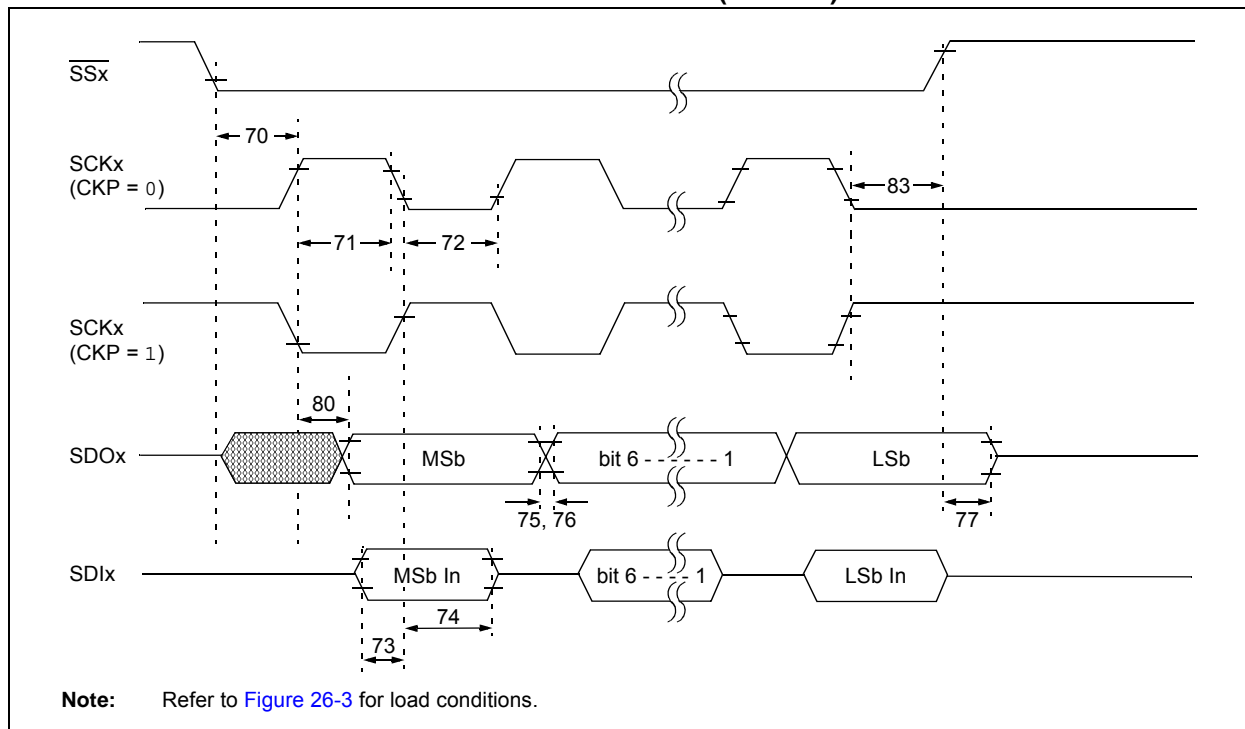 SSx
70
SCKx
(CKP = 0)
83
71
72
SCKx
(CKP = 1)
80
SDOx
MSb
bit 6 - - - - - - 1
LSb
75, 76
77
SDIx
MSb In
bit 6 - - - - 1
LSb In
74
73
Note: Refer to Figure 26-3 for load conditions.